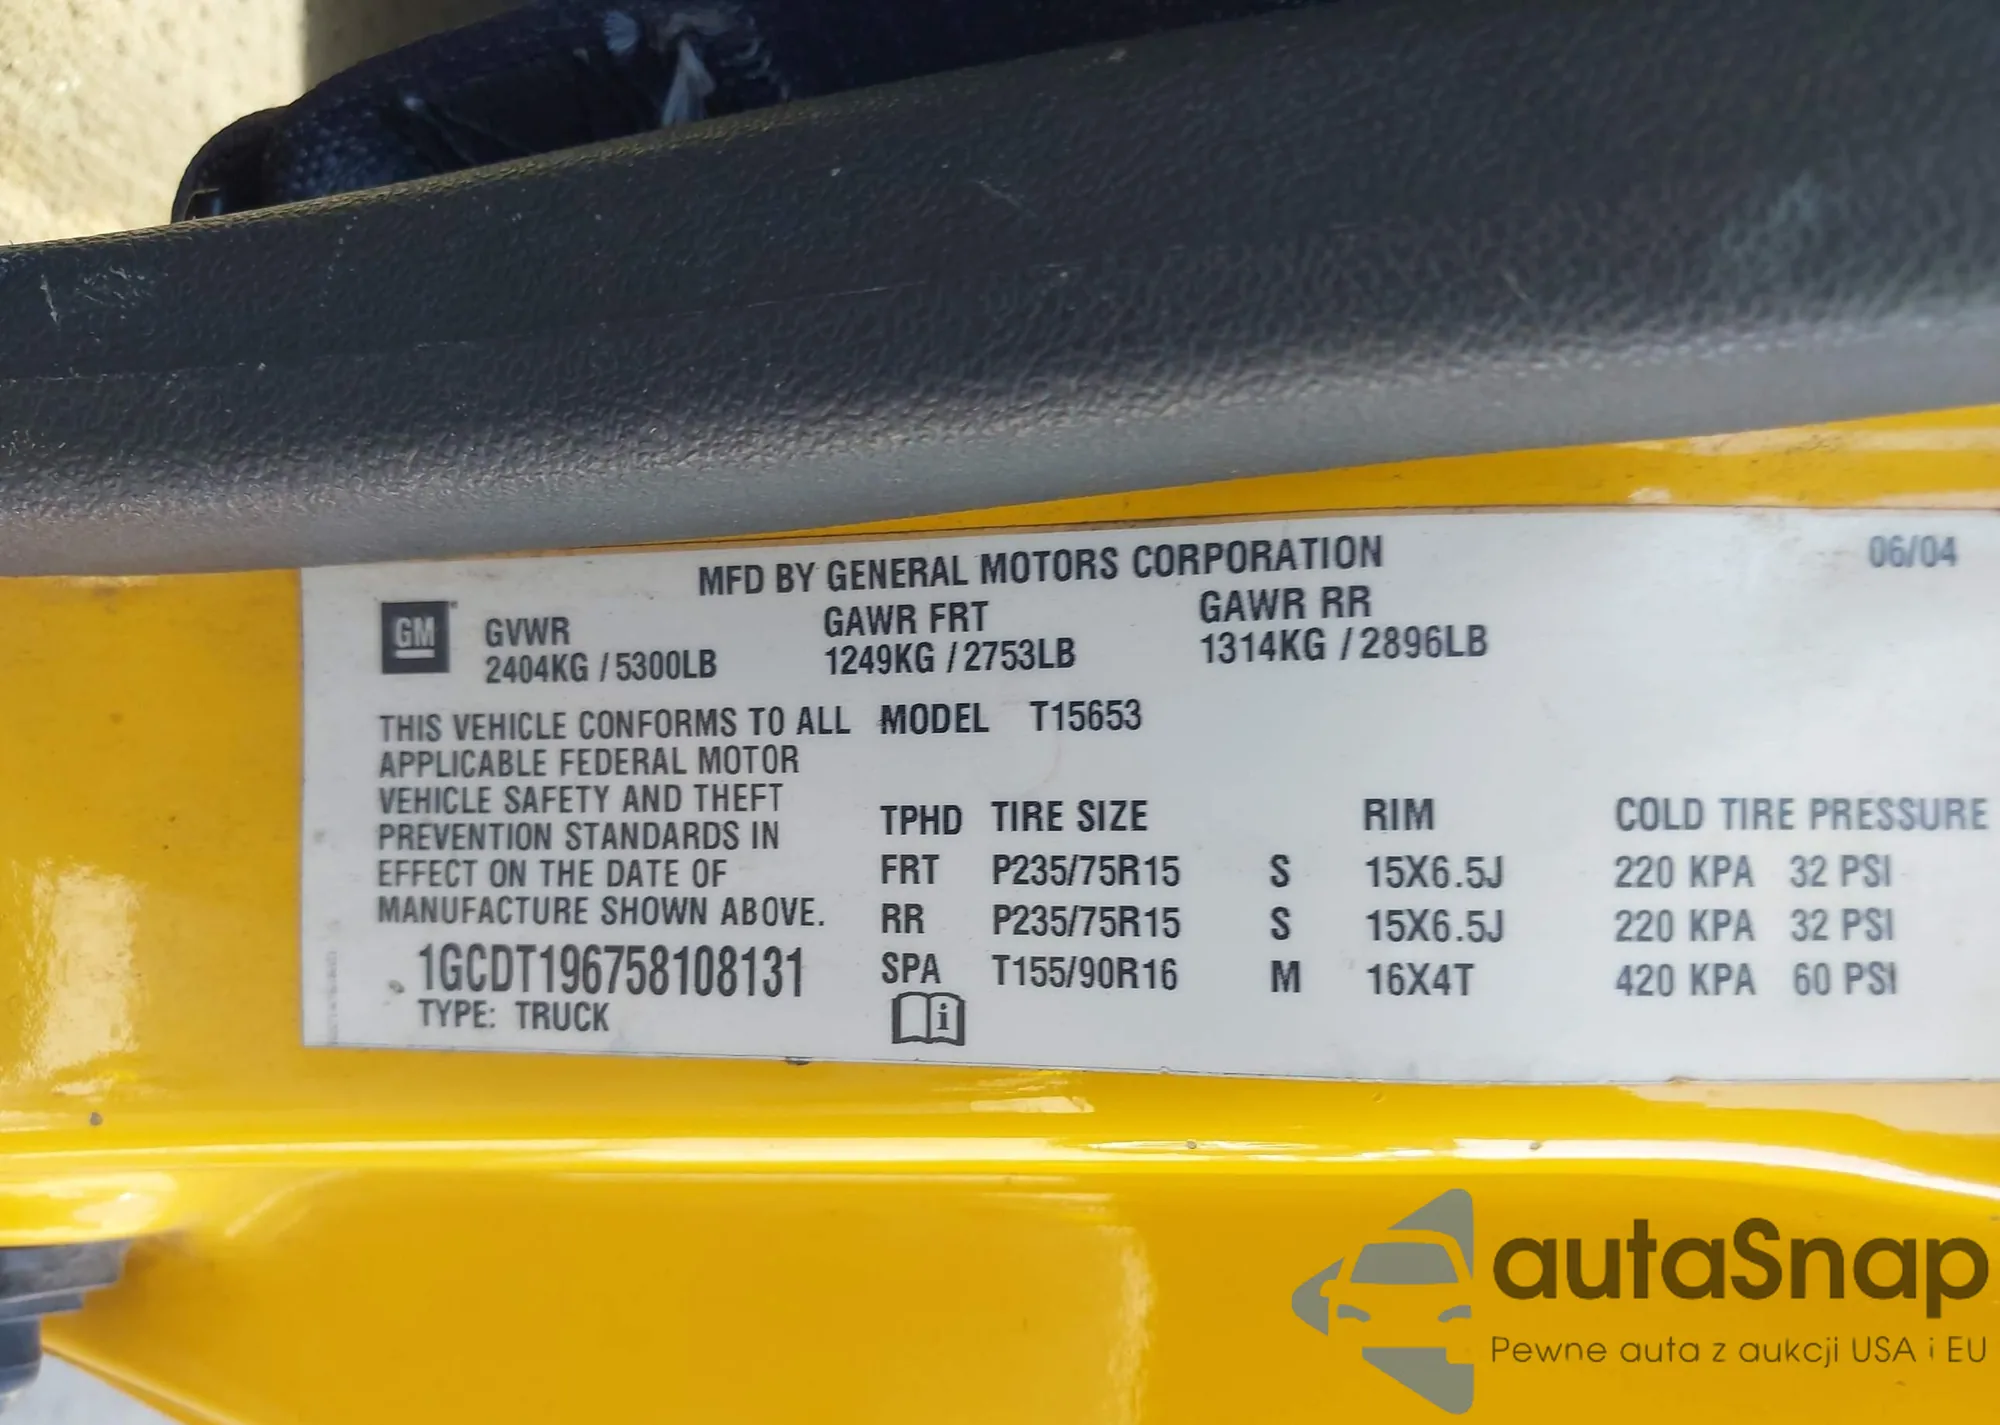 MFD BY GENERAL MOTORS CORPORATION 06/04
GM GVWR GAWR FRT GAWR RR
2404KG / 5300LB 1249KG / 2753LB 1314KG / 2896LB
THIS VEHICLE CONFORMS TO ALL MODEL T15653
APPLICABLE FEDERAL MOTOR
VEHICLE SAFETY AND THEFT
PREVENTION STANDARDS IN
EFFECT ON THE DATE OF
MANUFACTURE SHOWN ABOVE.
1GCDT196758108131
TYPE: TRUCK
TPHD TIRE SIZE RIM COLD TIRE PRESSURE
FRT P235/75R15 S 15X6.5J 220 KPA 32 PSI
RR P235/75R15 S 15X6.5J 220 KPA 32 PSI
SPA T155/90R16 M 16X4T 420 KPA 60 PSI
i
autaSnap
Pewne auta z aukcji USA i EU